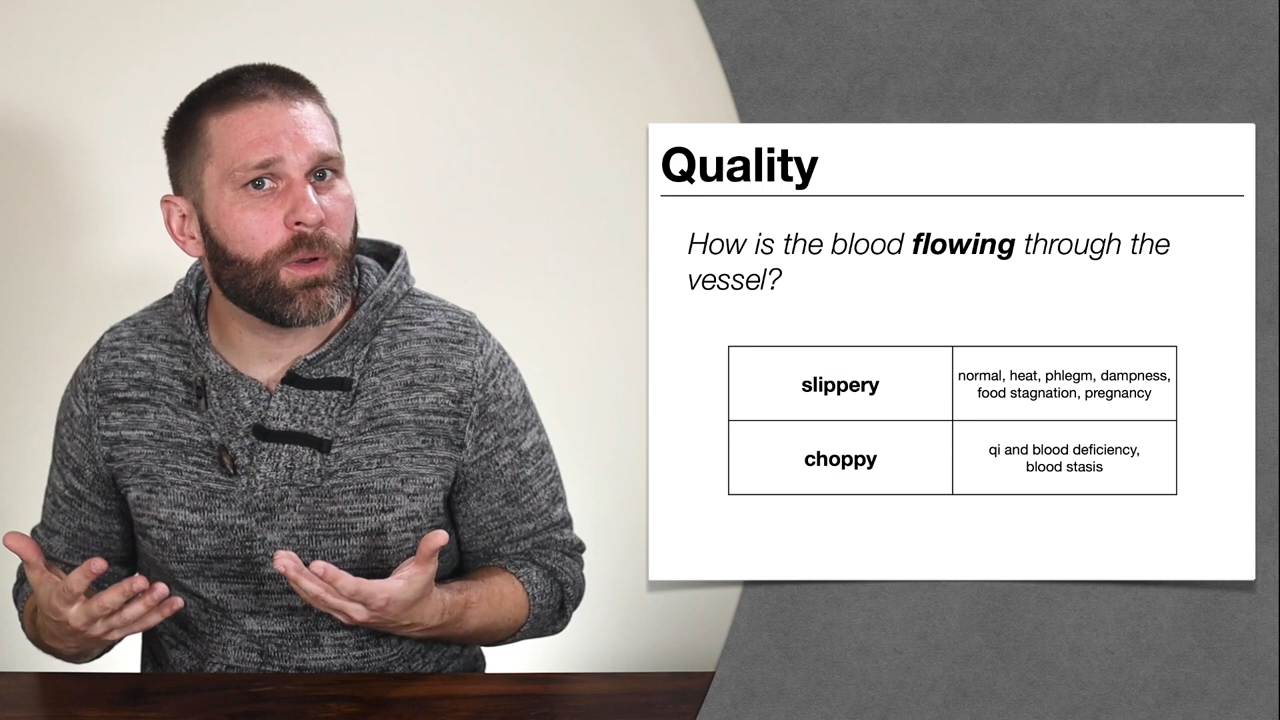 Quality
How is the blood flowing through the
vessel?
slippery
normal, heat, phlegm, dampness,
food stagnation, pregnancy
choppy
qi and blood deficiency,
blood stasis